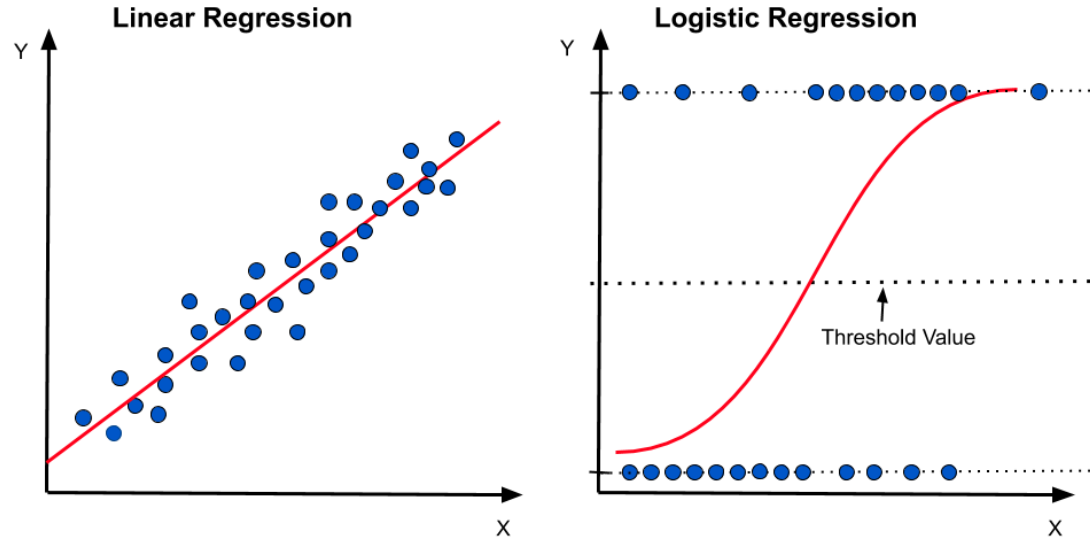 Linear Regression
Y
X
Logistic Regression
Y
Threshold Value
X